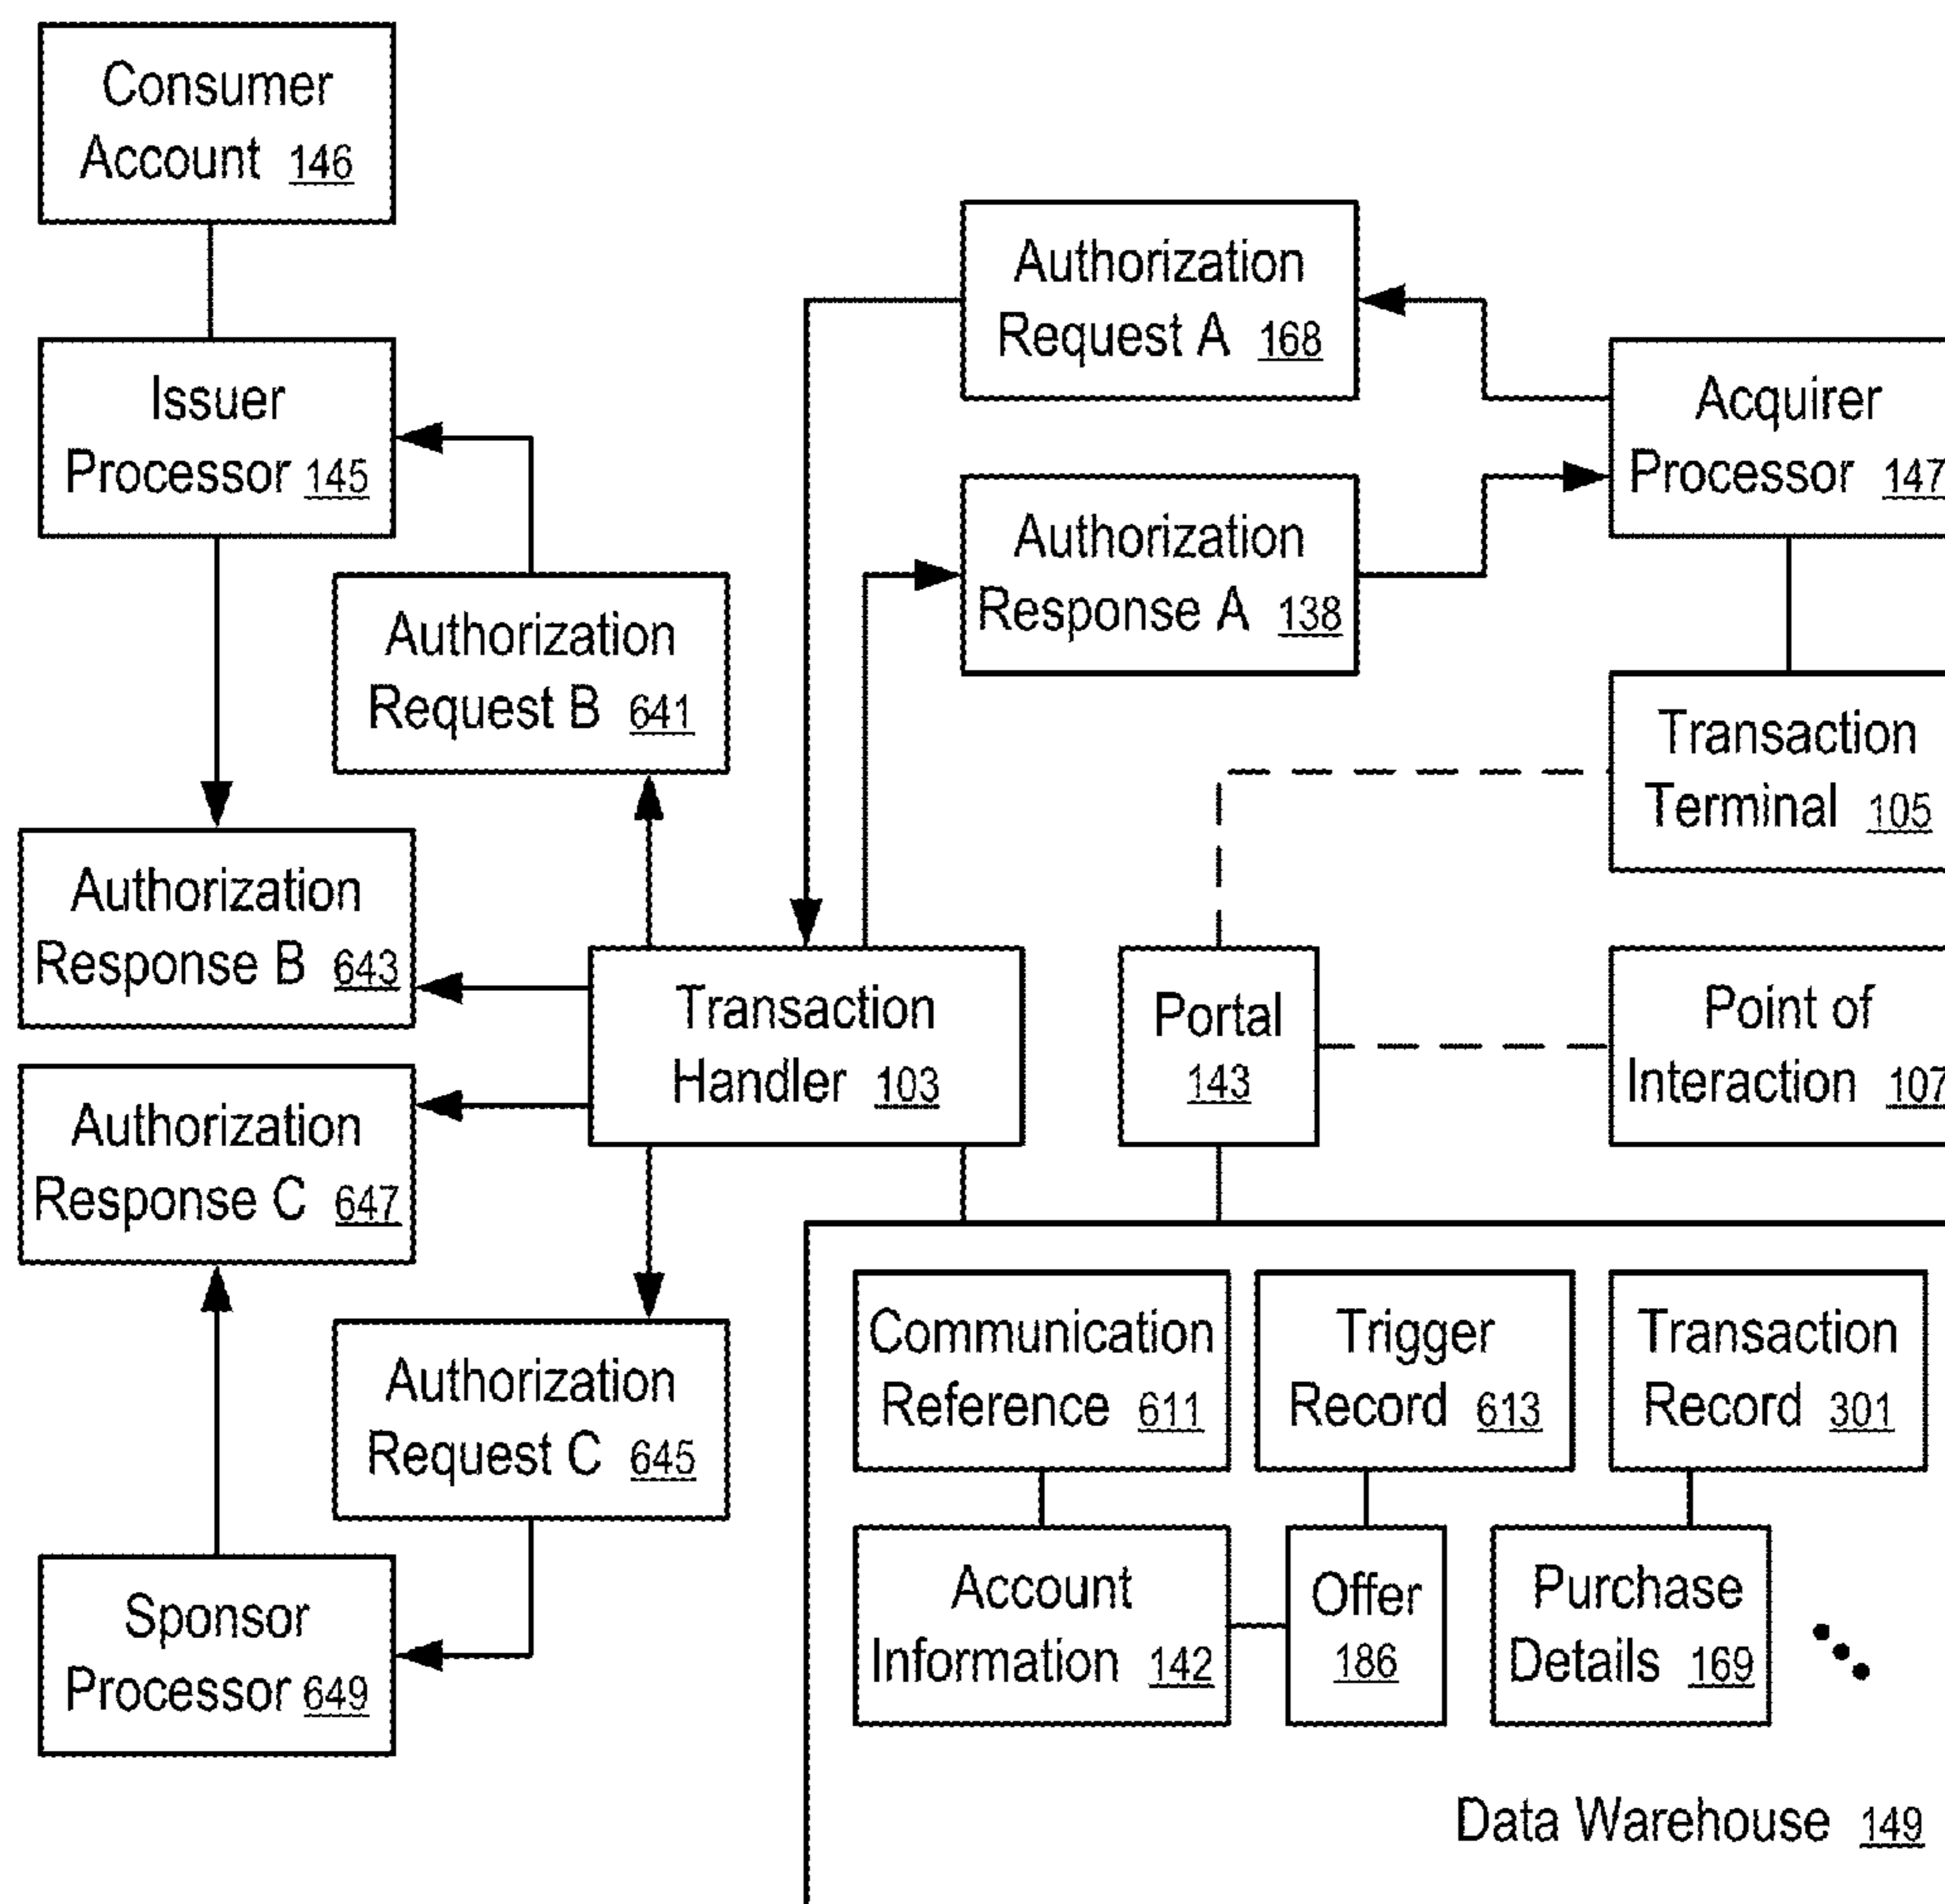 Consumer
Account 146
Authorization
Request A 168
Issuer
Processor 145
Acquirer
Processor 147
Authorization
Response A 138
Authorization
Request B 641
Transaction
Terminal 105
Authorization
Response B 643
Transaction
Handler 103
Portal
143
Point of
Interaction 107
Authorization
Response C 647
Communication
Reference 611
Trigger
Record 613
Transaction
Record 301
Authorization
Request C 645
Sponsor
Processor 649
Account
Information 142
Offer
186
Purchase
Details 169
Data Warehouse 149